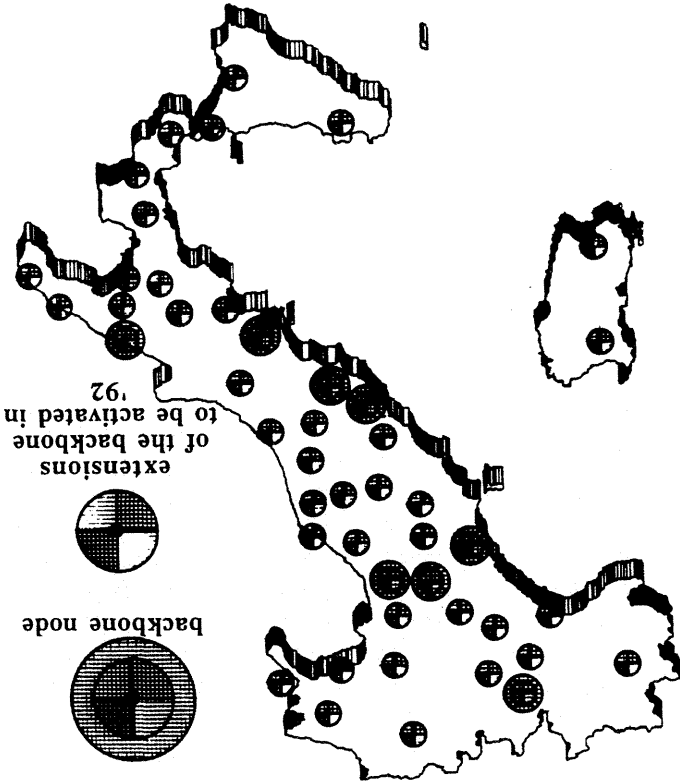 backbone node
extensions
of the backbone
to be activated in
'92